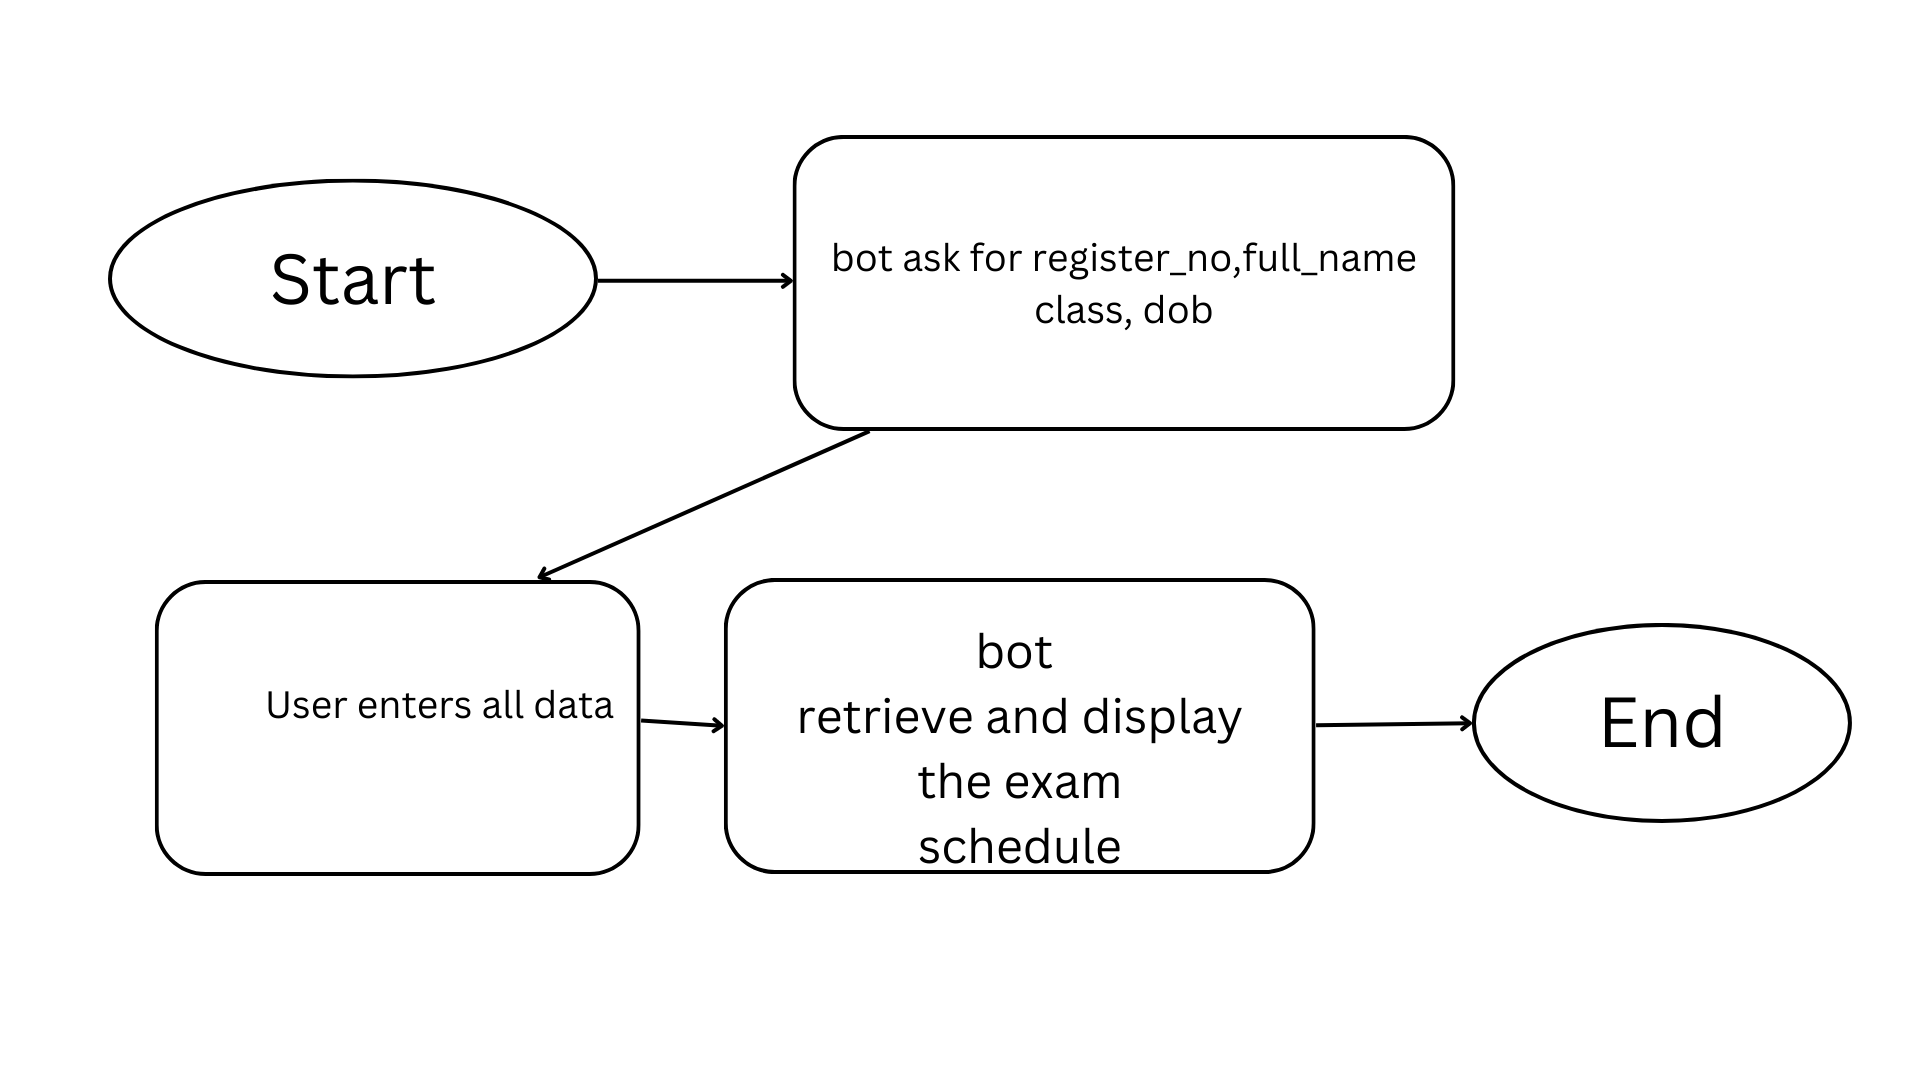 Start
bot ask for register_no,full_name
class, dob
User enters all data
bot
retrieve and display
the exam
schedule
End